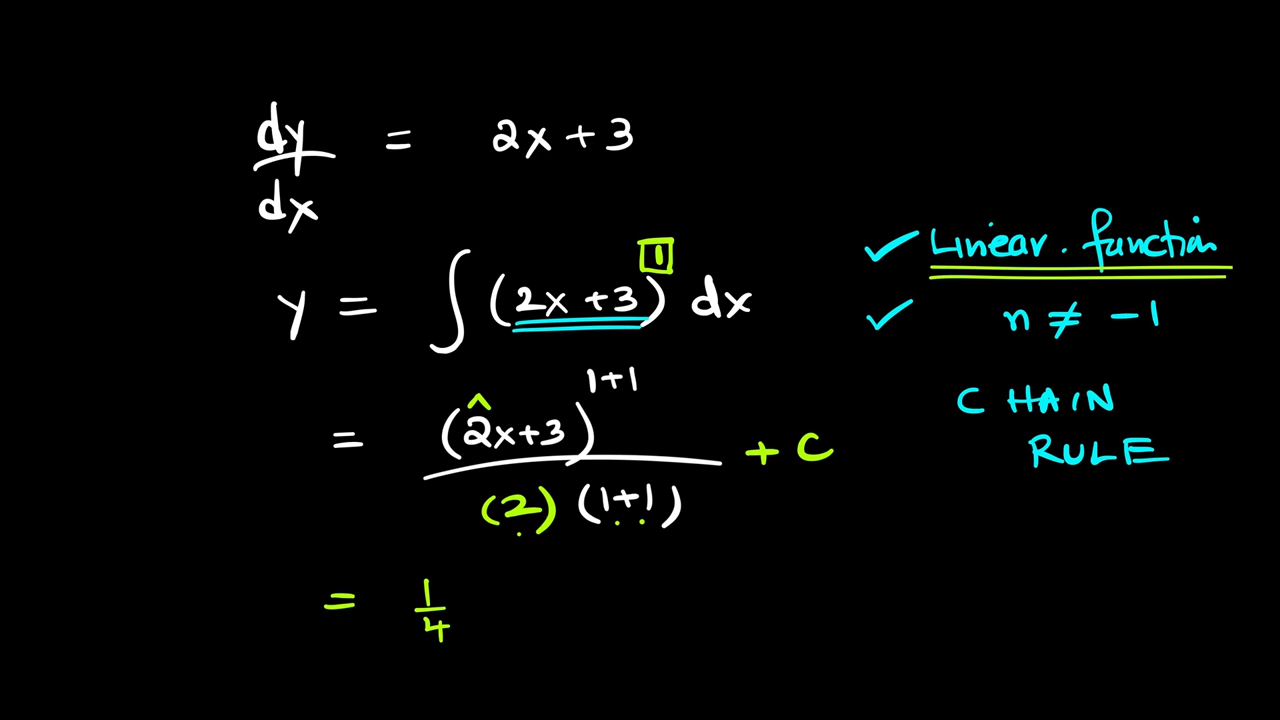 dy/dx = 2x+3
y = ∫ (2x+3)^1 dx
= (2x+3)^(1+1) / (2)(1+1) + C
= 1/4
✓ Linear. function
✓ n ≠ -1
CHAIN
RULE